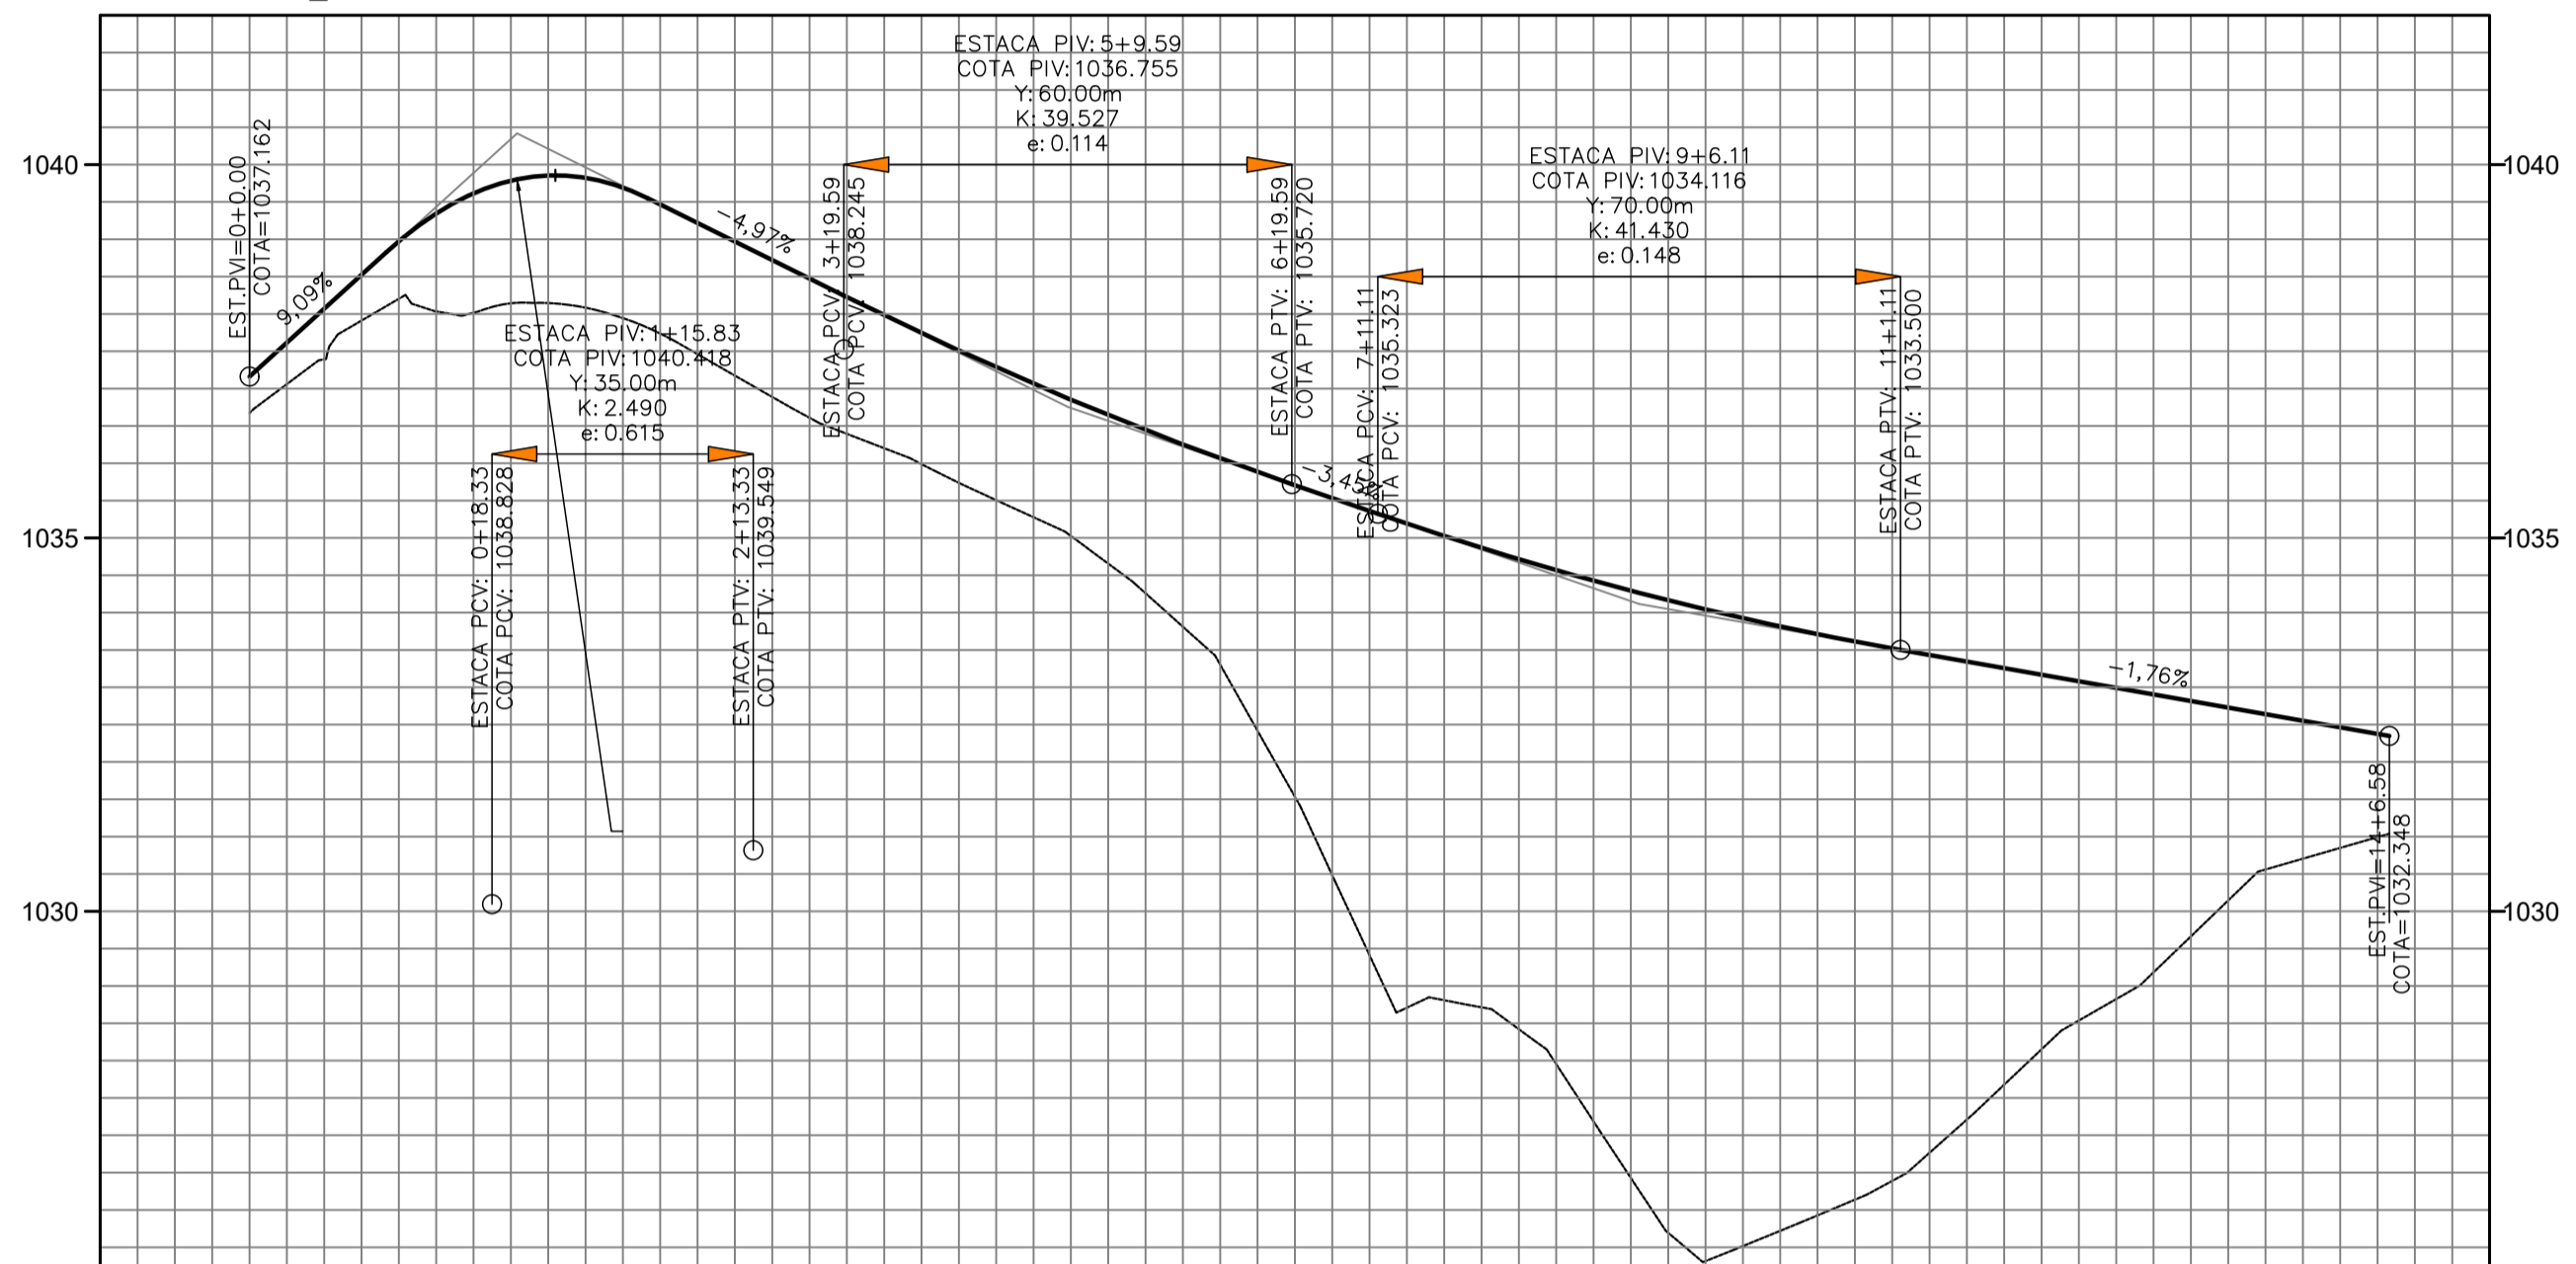 ESTACA PIV: 5+9.59
COTA PIV: 1036.755
Y: 60.00m
K: 39.527
e: 0.114
1040
1040
EST.PVI=0+0.00
COTA=1037.162
9,09%
-4,97%
ESTACA PCV: 3+19.59
COTA PCV: 1038.245
ESTACA PTV: 6+19.59
COTA PTV: 1035.720
ESTACA PIV: 9+6.11
COTA PIV: 1034.116
Y: 70.00m
K: 41.430
e: 0.148
ESTACA PCV: 7+11.11
COTA PCV: 1035.323
ESTACA PTV: 11+1.11
COTA PTV: 1033.500
ESTACA PIV: 1+15.83
COTA PIV: 1040.418
Y: 35.00m
K: 2.490
e: 0.615
ESTACA PCV: 0+18.33
COTA PCV: 1038.828
ESTACA PTV: 2+13.33
COTA PTV: 1039.549
-3,45%
1035
1035
-1,76%
EST.PVI=14+6.58
COTA=1032.348
1030
1030